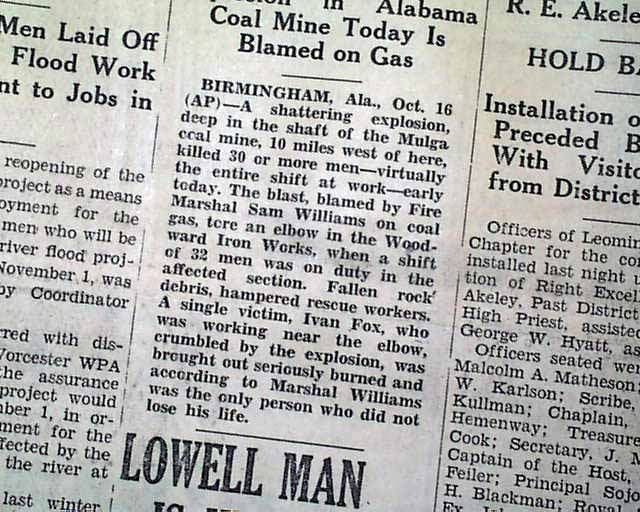 Men Laid Off
Flood Work
nt to Jobs in
reopening of the
project as a means
oyment for the
men who will be
river flood proj-
November 1, was
by Coordinator
red with dis-
Worcester WPA
the assurance
project would
ber 1, in or-
ment for the
fected by the
the river at
last winter
in Alabama
Coal Mine Today Is
Blamed on Gas
BIRMINGHAM, Ala., Oct. 16
(AP)—A shattering explosion,
deep in the shaft of the Mulga
coal mine, 10 miles west of here,
killed 30 or more men—virtually
the entire shift at work—early
today. The blast, blamed by Fire
Marshal Sam Williams on coal
gas, tore an elbow in the Wood-
ward Iron Works, when a shift
of 32 men was on duty in the
affected section. Fallen rock
debris, hampered rescue workers.
A single victim, Ivan Fox, who
was working near the elbow,
crumbled by the explosion, was
brought out seriously burned and
according to Marshal Williams
was the only person who did not
lose his life.
LOWELL MAN
R. E. Akele
HOLD BA
Installation o
Preceded B
With Visito
from District
Officers of Leomin
Chapter for the co
installed last night u
tion of Right Excel
Akeley, Past District
High Priest, assisted
George W. Hyatt, as
Officers seated wer
Malcolm A. Matheson
W. Karlson; Scribe,
Kullman; Chaplain,
Hemenway; Treasure
Cook; Secretary, J. M
Captain of the Host,
Feiler; Principal Sojo
H. Blackman; Royal